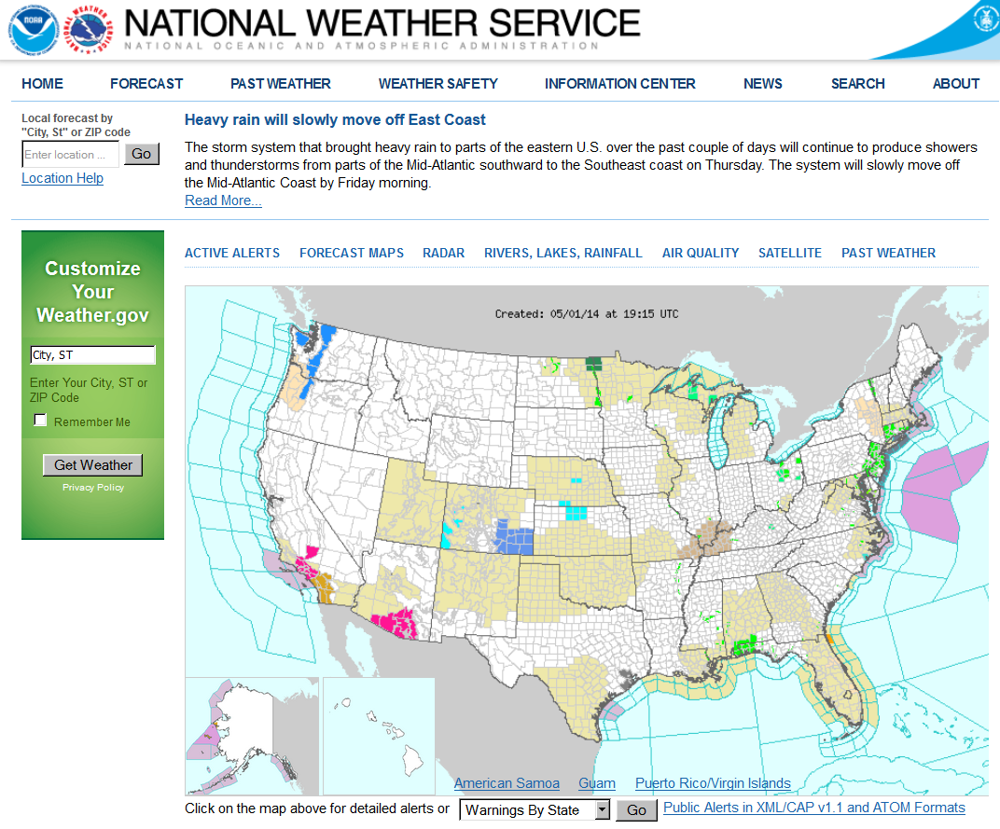 NOAA
NATIONAL WEATHER SERVICE
NATIONAL OCEANIC AND ATMOSPHERIC ADMINISTRATION
HOME FORECAST PAST WEATHER WEATHER SAFETY INFORMATION CENTER NEWS SEARCH ABOUT
Local forecast by
"City, St" or ZIP code
Enter location ... Go
Location Help
Heavy rain will slowly move off East Coast
The storm system that brought heavy rain to parts of the eastern U.S. over the past couple of days will continue to produce showers
and thunderstorms from parts of the Mid-Atlantic southward to the Southeast coast on Thursday. The system will slowly move off
the Mid-Atlantic Coast by Friday morning.
Read More...
Customize
Your
Weather.gov
City, ST
Enter Your City, ST or
ZIP Code
Remember Me
Get Weather
Privacy Policy
ACTIVE ALERTS FORECAST MAPS RADAR RIVERS, LAKES, RAINFALL AIR QUALITY SATELLITE PAST WEATHER
Created: 05/01/14 at 19:15 UTC
American Samoa Guam Puerto Rico/Virgin Islands
Click on the map above for detailed alerts or Warnings By State Go Public Alerts in XML/CAP v1.1 and ATOM Formats